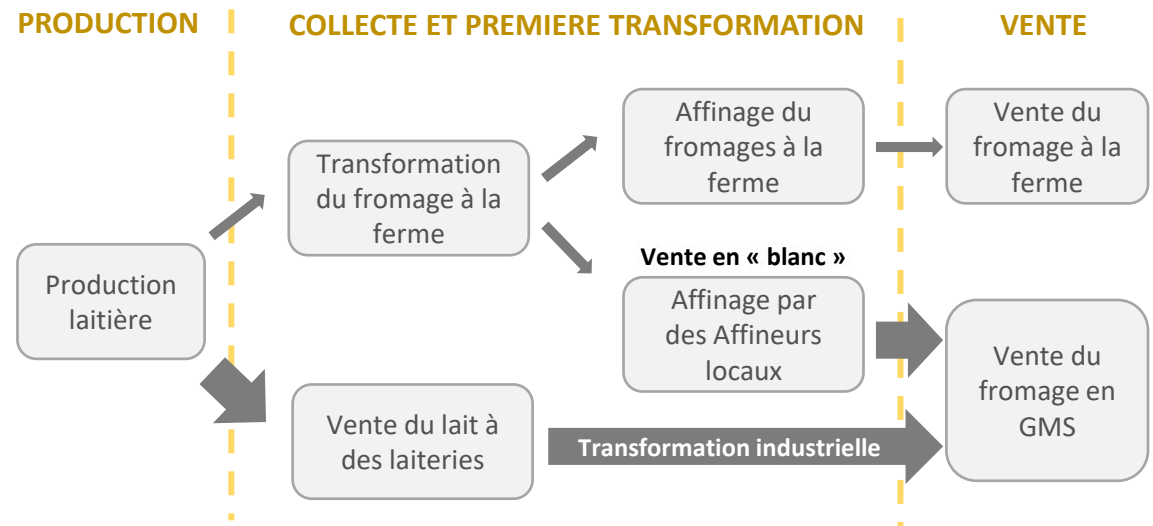 PRODUCTION
COLLECTE ET PREMIERE TRANSFORMATION
VENTE
Production
laitière
Transformation
du fromage à la
ferme
Affinage du
fromages à la
ferme
Vente du
fromage à la
ferme
Vente en « blanc »
Affinage par
des Affineurs
locaux
Vente du lait à
des laiteries
Transformation industrielle
Vente du
fromage en
GMS